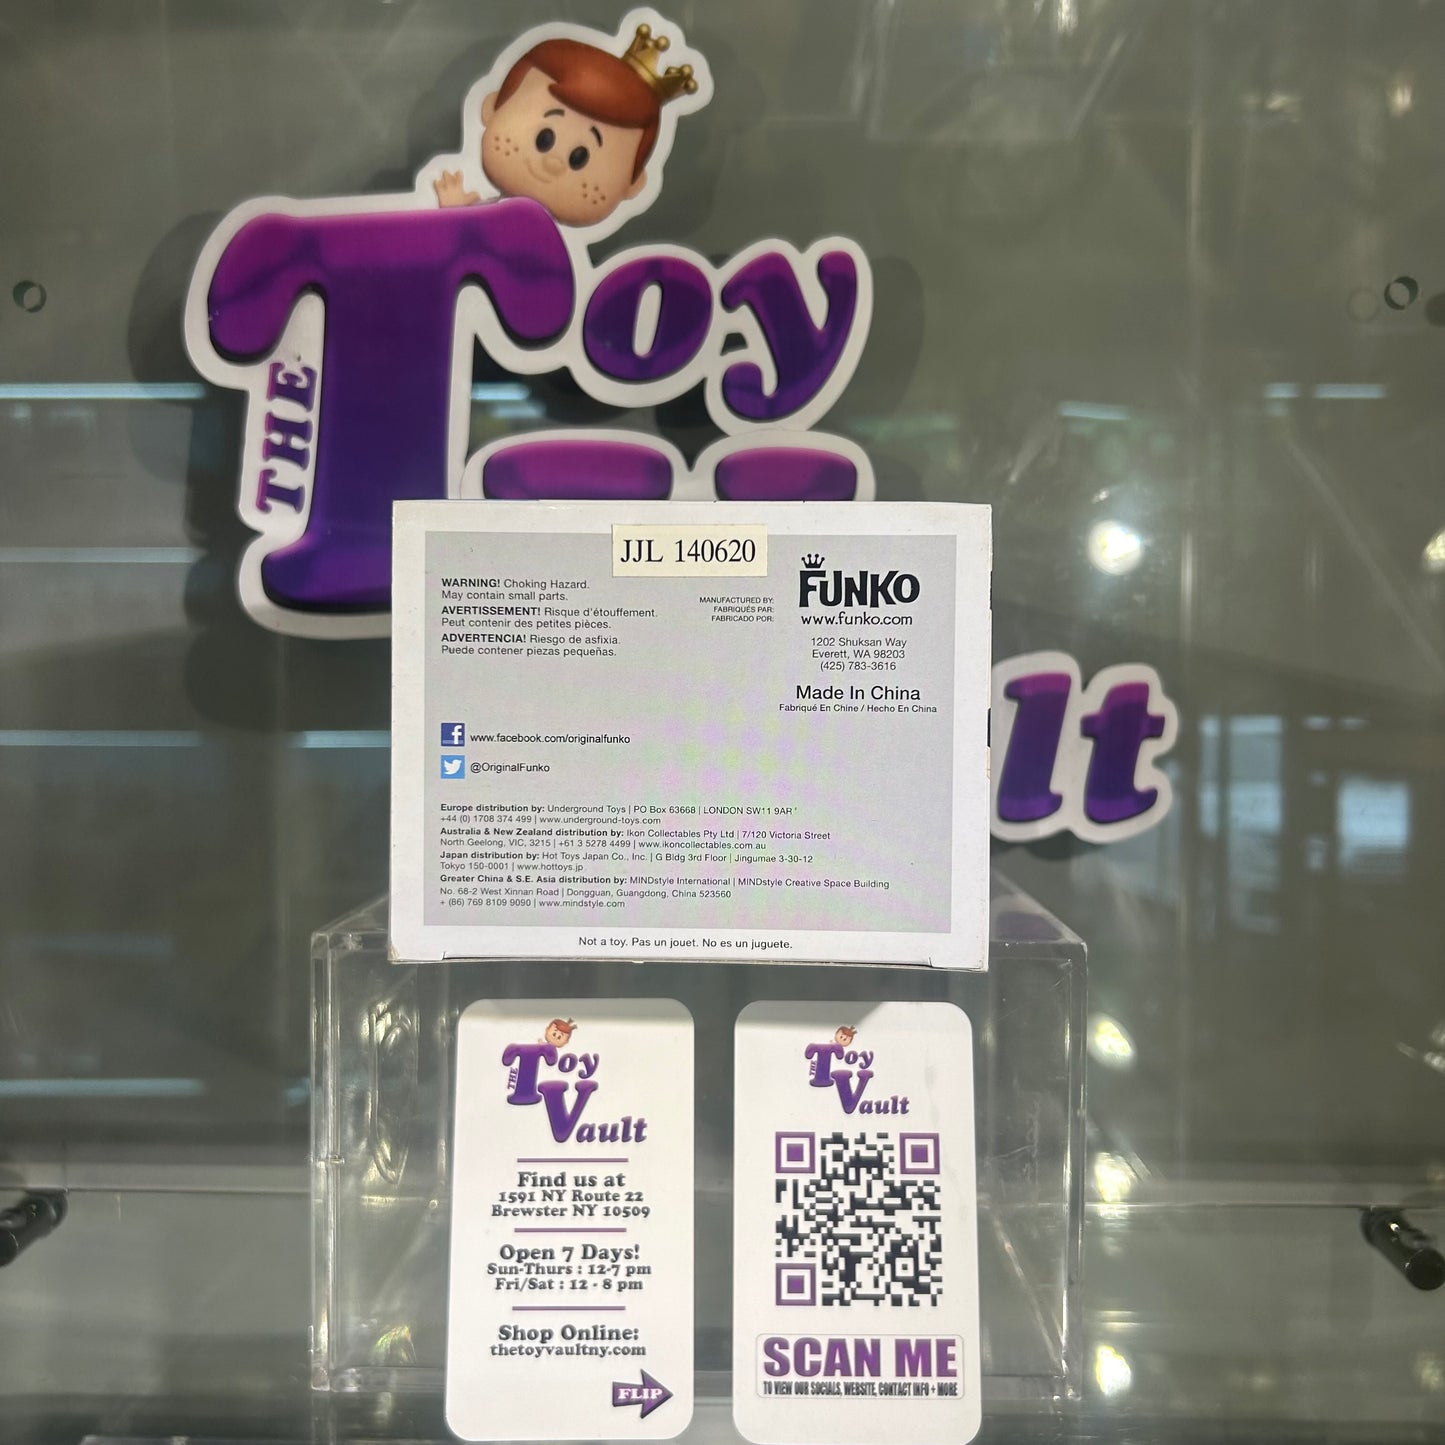 THE Toy
lt
JJL 140620
WARNING! Choking Hazard.
May contain small parts.
AVERTISSEMENT! Risque d'étouffement.
Peut contenir des petites pièces.
ADVERTENCIA! Riesgo de asfixia.
Puede contener piezas pequeñas.
MANUFACTURED BY:
FABRIQUÉS PAR:
FABRICADO POR:
FUNKO
www.funko.com
1202 Shuksan Way
Everett, WA 98203
(425) 783-3616
Made In China
Fabriqué En Chine / Hecho En China
www.facebook.com/originalfunko
@OriginalFunko
Europe distribution by: Underground Toys | PO Box 63668 | LONDON SW11 9AR
+44 (0) 1708 374 499 | www.underground-toys.com
Australia & New Zealand distribution by: Ikon Collectables Pty Ltd | 7/120 Victoria Street
North Geelong, VIC, 3215 | +61 3 5278 4499 | www.ikoncollectables.com.au
Japan distribution by: Hot Toys Japan Co., Inc. | G Bldg 3rd Floor | Jingumae 3-30-12
Tokyo 150-0001 | www.hottoys.jp
Greater China & S.E. Asia distribution by: MINDstyle International | MINDstyle Creative Space Building
No. 68-2 West Xinnan Road | Dongguan, Guangdong, China 523560
+ (86) 769 8109 9090 | www.mindstyle.com
Not a toy. Pas un jouet. No es un juguete.
THE Toy
Vault
Find us at
1591 NY Route 22
Brewster NY 10509
Open 7 Days!
Sun-Thurs : 12-7 pm
Fri/Sat : 12 - 8 pm
Shop Online:
thetoyvaultny.com
FLIP
THE Toy
Vault
SCAN ME
TO VIEW OUR SOCIALS, WEBSITE, CONTACT INFO + MORE